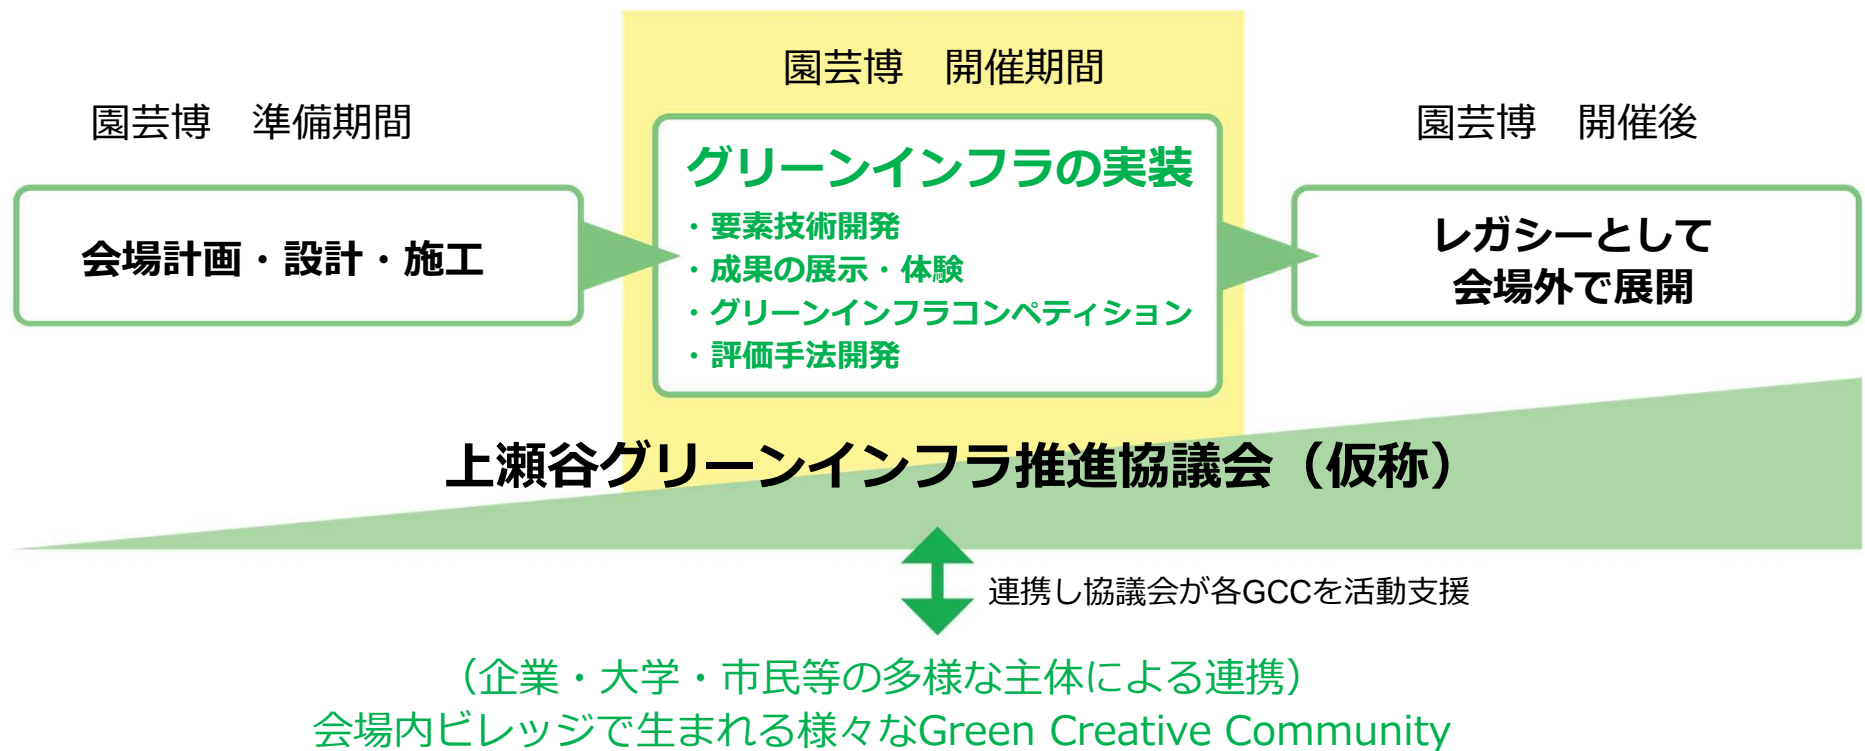 園芸博　準備期間
会場計画・設計・施工
園芸博　開催期間
グリーンインフラの実装
・要素技術開発
・成果の展示・体験
・グリーンインフラコンペティション
・評価手法開発
園芸博　開催後
レガシーとして
会場外で展開
上瀬谷グリーンインフラ推進協議会（仮称）
連携し協議会が各GCCを活動支援
（企業・大学・市民等の多様な主体による連携）
会場内ビレッジで生まれる様々なGreen Creative Community